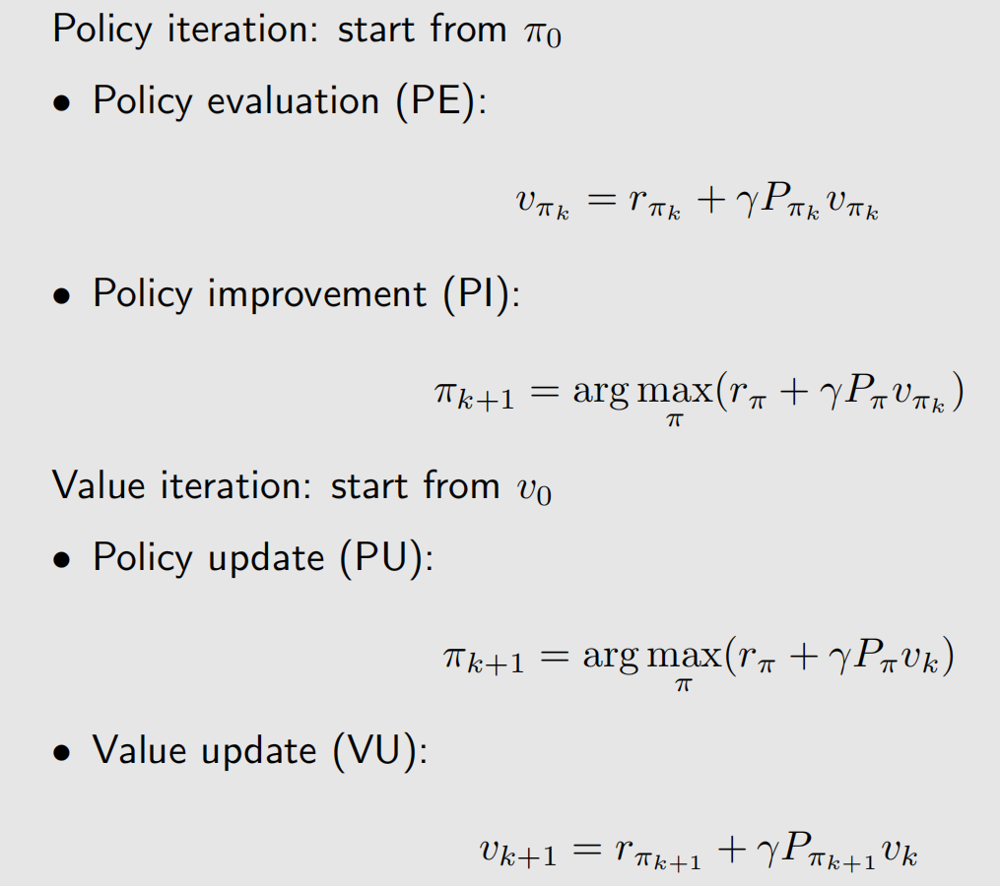 Policy iteration: start from $\pi_0$
• Policy evaluation (PE):
$v_{\pi_k} = r_{\pi_k} + \gamma P_{\pi_k} v_{\pi_k}$
• Policy improvement (PI):
$\pi_{k+1} = \arg\max_{\pi}(r_{\pi} + \gamma P_{\pi} v_{\pi_k})$
Value iteration: start from $v_0$
• Policy update (PU):
$\pi_{k+1} = \arg\max_{\pi}(r_{\pi} + \gamma P_{\pi} v_k)$
• Value update (VU):
$v_{k+1} = r_{\pi_{k+1}} + \gamma P_{\pi_{k+1}} v_k$